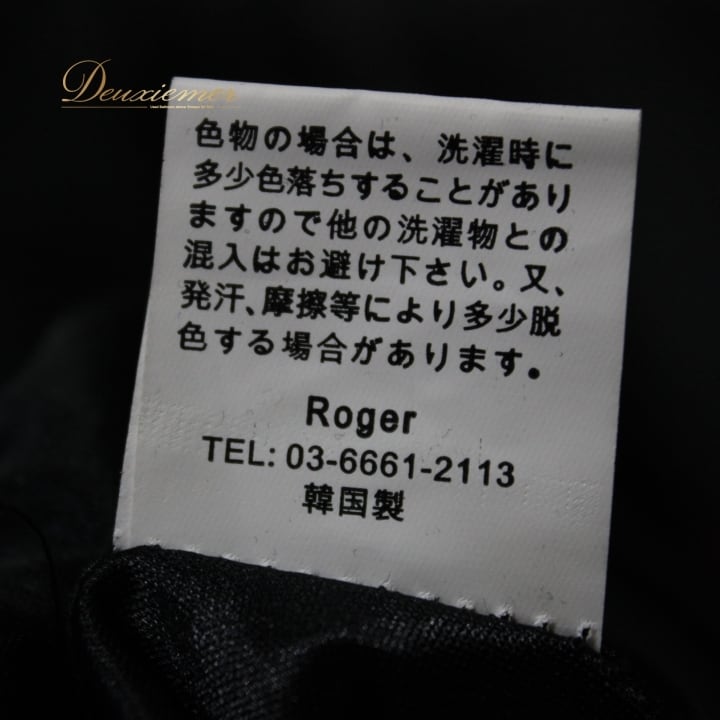 Deuxiemer
色物の場合は、洗濯時に
多少色落ちすることがあり
ますので他の洗濯物との
混入はお避け下さい。又、
発汗、摩擦等により多少脱
色する場合があります。
Roger
TEL: 03-6661-2113
韓国製